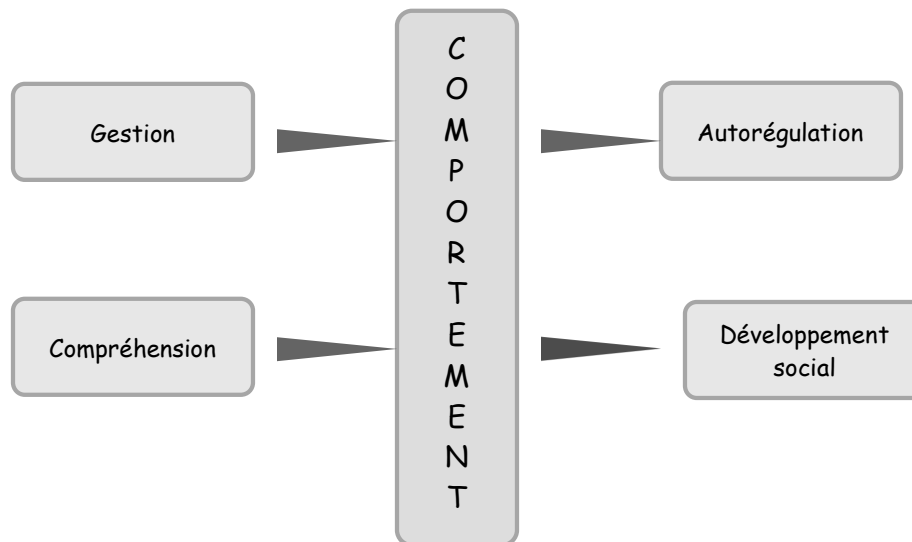 Gestion
Compréhension
C
O
M
P
O
R
T
E
M
E
N
T
Autorégulation
Développement
social